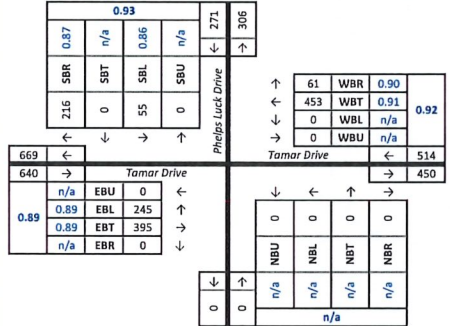 0.93
271 306
0.87 n/a 0.86 n/a
↓ ↑
SBR SBT SBL SBU
216 0 55 0
← ↓ → ↑
Phelps Luck Drive
↑ 61 WBR 0.90
← 453 WBT 0.91
↓ 0 WBL n/a
→ 0 WBU n/a
0.92
669 ←
640 →
Tamar Drive
Tamar Drive
← 514
→ 450
0.89
n/a EBU 0 ←
0.89 EBL 245 ↑
0.89 EBT 395 →
n/a EBR 0 ↓
↓ ← ↑ →
0 0 0 0
NBU NBL NBT NBR
n/a n/a n/a n/a
n/a
↓ ↑
0 0